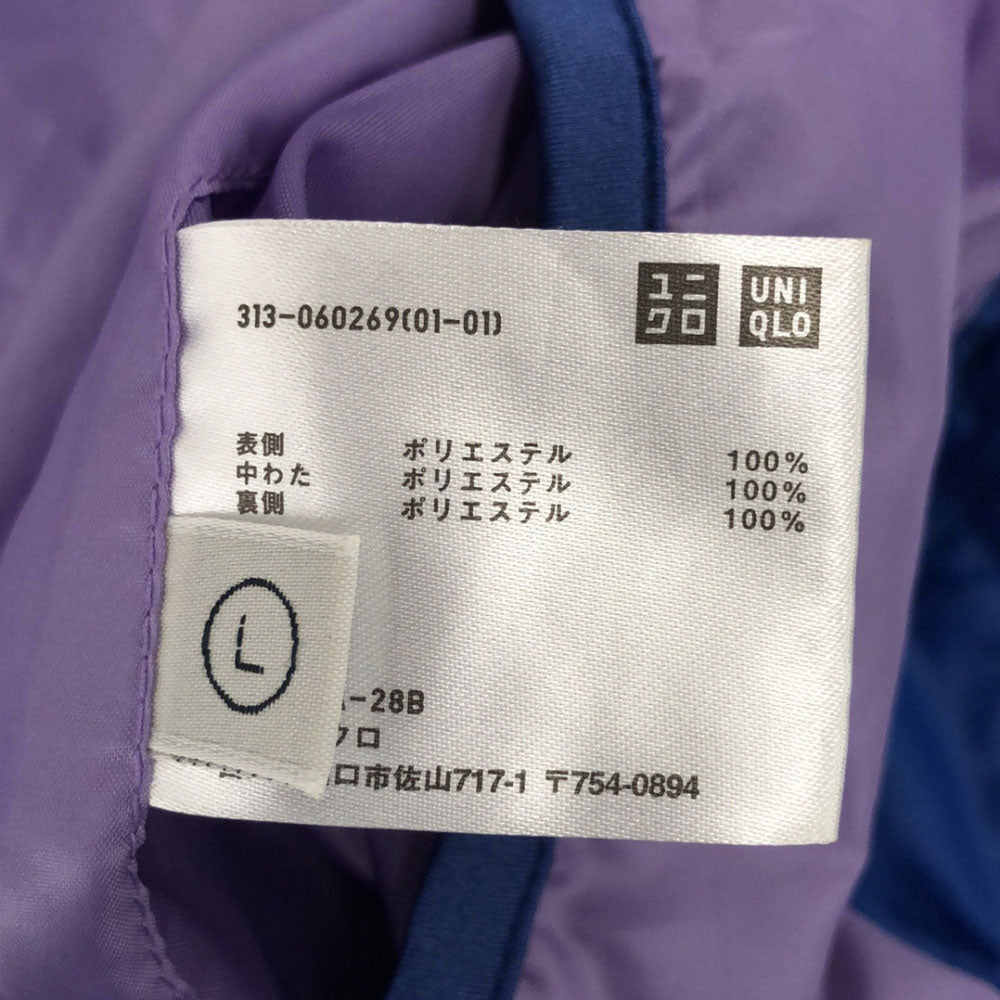 313-060269(01-01)
ユニ
クロ
UNI
QLO
表側 ポリエステル 100%
中わた ポリエステル 100%
裏側 ポリエステル 100%
L
-28B
クロ
口市佐山717-1 〒754-0894